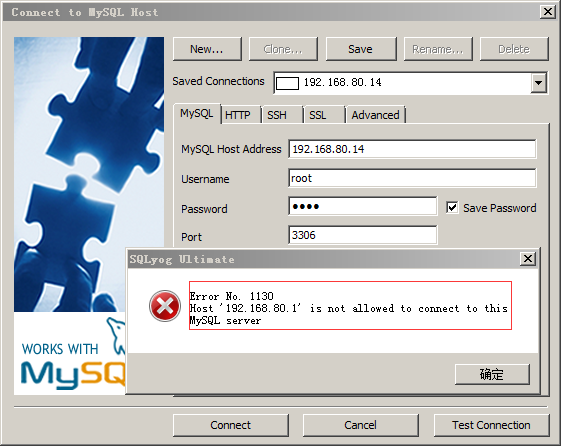 Connect to MySQL Host
New... Clone... Save Rename... Delete
Saved Connections 192.168.80.14
MySQL HTTP SSH SSL Advanced
MySQL Host Address 192.168.80.14
Username root
Password ●●●● Save Password
Port 3306
SQLyog Ultimate
Error No. 1130
Host '192.168.80.1' is not allowed to connect to this
MySQL server
确定
WORKS WITH
MySQ
Connect Cancel Test Connection